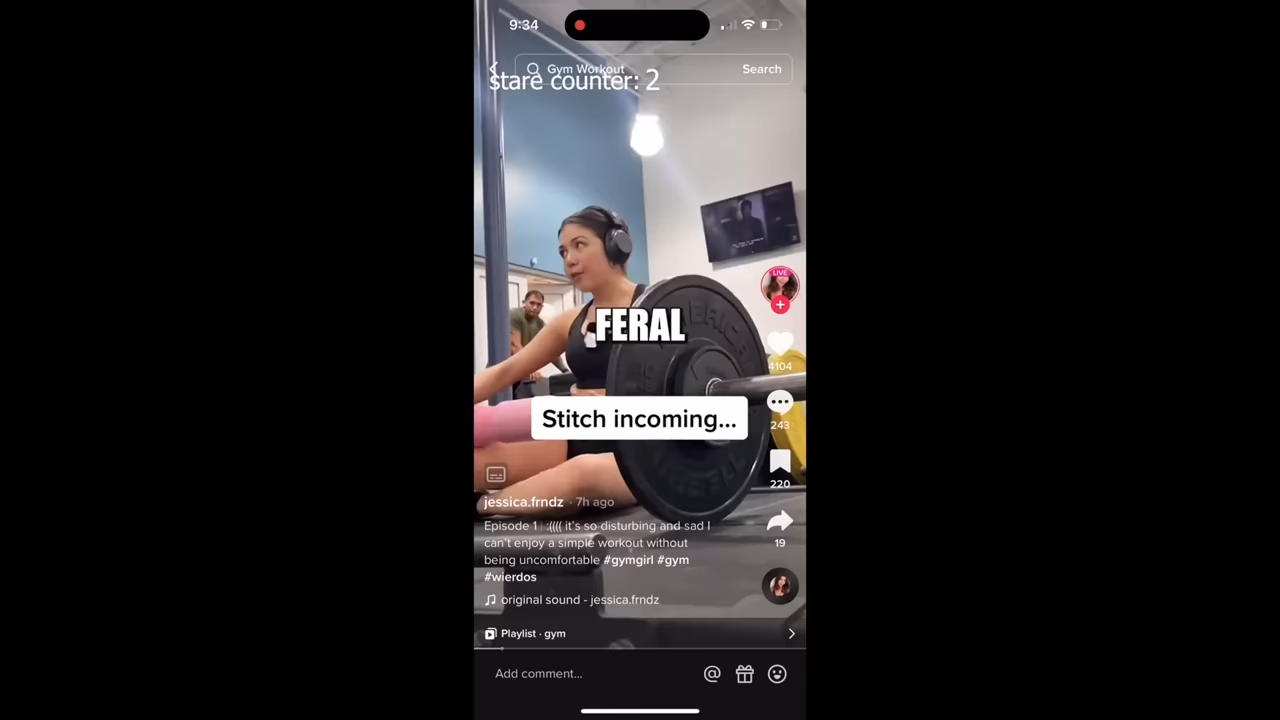 9:34
Gym Workout
Search
stare counter: 2
LIVE
FERAL
4104
Stitch incoming...
243
220
jessica.frndz · 7h ago
Episode 1 :(((( it's so disturbing and sad I
can't enjoy a simple workout without
being uncomfortable #gymgirl #gym
#wierdos
19
original sound - jessica.frndz
Playlist · gym
Add comment...